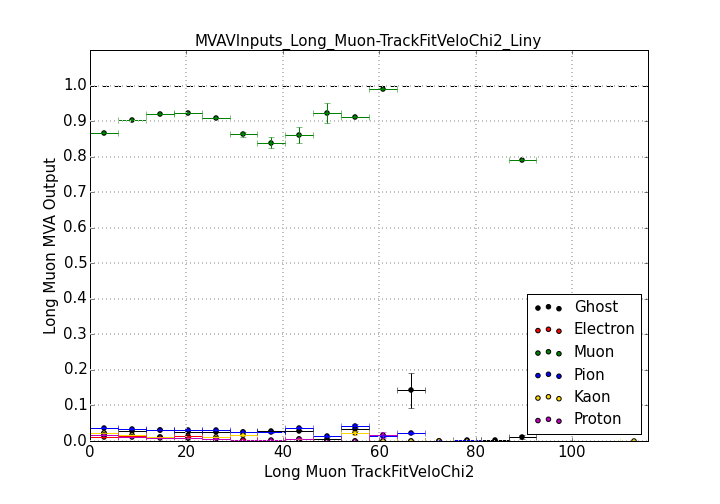 MVAVInputs_Long_Muon-TrackFitVeloChi2_Liny
Long Muon MVA Output
1.0
0.9
0.8
0.7
0.6
0.5
0.4
0.3
0.2
0.1
0.0
0
20
40
60
80
100
Long Muon TrackFitVeloChi2
Ghost
Electron
Muon
Pion
Kaon
Proton